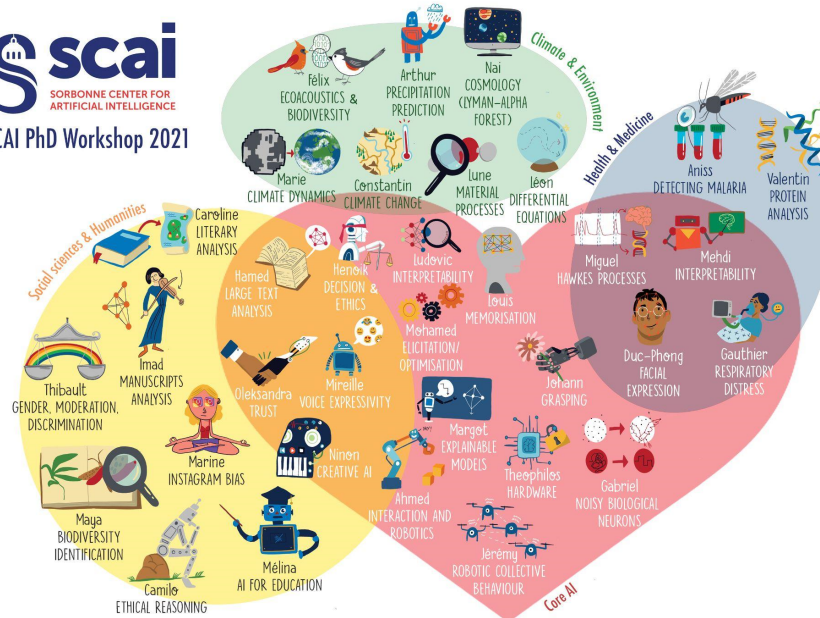 scai
SORBONNE CENTER FOR
ARTIFICIAL INTELLIGENCE
CAI PhD Workshop 2021
Climate & Environment
Félix
ECOACOUSTICS &
BIODIVERSITY
Arthur
PRECIPITATION
PREDICTION
Nai
COSMOLOGY
(LYMAN-ALPHA
FOREST)
Marie
CLIMATE DYNAMICS
Constantin
CLIMATE CHANGE
Lune
MATERIAL
PROCESSES
Léon
DIFFERENTIAL
EQUATIONS
Health & Medicine
Aniss
DETECTING MALARIA
Valentin
PROTEIN
ANALYSIS
Miguel
HAWKES PROCESSES
Mehdi
INTERPRETABILITY
Duc-Phong
FACIAL
EXPRESSION
Gauthier
RESPIRATORY
DISTRESS
Social sciences & Humanities
Caroline
LITERARY
ANALYSIS
Imad
MANUSCRIPTS
ANALYSIS
Thibault
GENDER, MODERATION,
DISCRIMINATION
Marine
INSTAGRAM BIAS
Maya
BIODIVERSITY
IDENTIFICATION
Camilo
ETHICAL REASONING
Mélina
AI FOR EDUCATION
Hamed
LARGE TEXT
ANALYSIS
Henoik
DECISION &
ETHICS
Oleksandra
TRUST
Mireille
VOICE EXPRESSIVITY
Ninon
CREATIVE AI
Ludovic
INTERPRETABILITY
Louis
MEMORISATION
Mohamed
ELICITATION/
OPTIMISATION
Johann
GRASPING
Margot
EXPLAINABLE
MODELS
Theophilos
HARDWARE
Gabriel
NOISY BIOLOGICAL
NEURONS
Ahmed
INTERACTION AND
ROBOTICS
Jérémy
ROBOTIC COLLECTIVE
BEHAVIOUR
Core AI